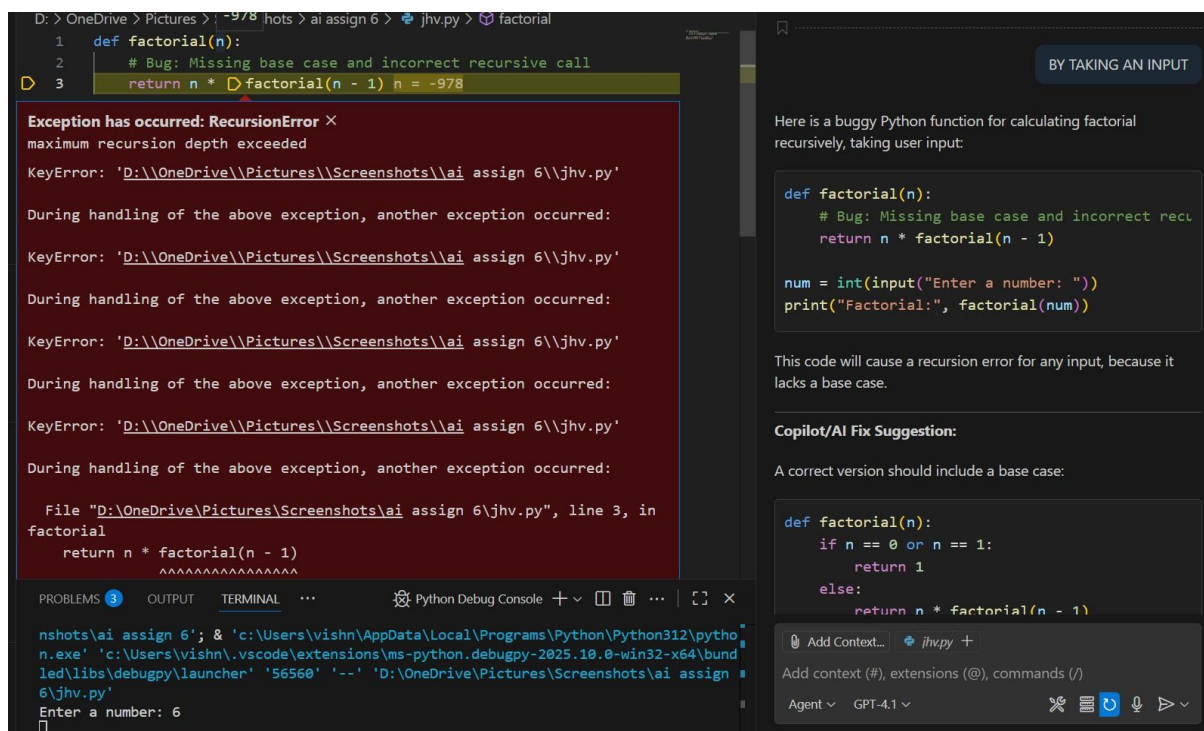 D: > OneDrive > Pictures > -978 hots > ai assign 6 > jhv.py > factorial
1 def factorial(n):
2 # Bug: Missing base case and incorrect recursive call
3 return n * factorial(n - 1) n = -978
Exception has occurred: RecursionError ×
maximum recursion depth exceeded
KeyError: 'D:\\OneDrive\\Pictures\\Screenshots\\ai assign 6\\jhv.py'
During handling of the above exception, another exception occurred:
KeyError: 'D:\\OneDrive\\Pictures\\Screenshots\\ai assign 6\\jhv.py'
During handling of the above exception, another exception occurred:
KeyError: 'D:\\OneDrive\\Pictures\\Screenshots\\ai assign 6\\jhv.py'
During handling of the above exception, another exception occurred:
KeyError: 'D:\\OneDrive\\Pictures\\Screenshots\\ai assign 6\\jhv.py'
During handling of the above exception, another exception occurred:
File "D:\OneDrive\Pictures\Screenshots\ai assign 6\jhv.py", line 3, in
factorial
return n * factorial(n - 1)
^^^^^^^^^^^^^^^^
PROBLEMS 3 OUTPUT TERMINAL ··· Python Debug Console
nshots\ai assign 6'; & 'c:\Users\vishn\AppData\Local\Programs\Python\Python312\pytho
n.exe' 'c:\Users\vishn\.vscode\extensions\ms-python.debugpy-2025.10.0-win32-x64\bund
led\libs\debugpy\launcher' '56560' '--' 'D:\OneDrive\Pictures\Screenshots\ai assign
6\jhv.py'
Enter a number: 6
BY TAKING AN INPUT
Here is a buggy Python function for calculating factorial
recursively, taking user input:
def factorial(n):
# Bug: Missing base case and incorrect recu
return n * factorial(n - 1)
num = int(input("Enter a number: "))
print("Factorial:", factorial(num))
This code will cause a recursion error for any input, because it
lacks a base case.
Copilot/AI Fix Suggestion:
A correct version should include a base case:
def factorial(n):
if n == 0 or n == 1:
return 1
else:
return n * factorial(n - 1)
Add Context... jhv.py +
Add context (#), extensions (@), commands (/)
Agent GPT-4.1